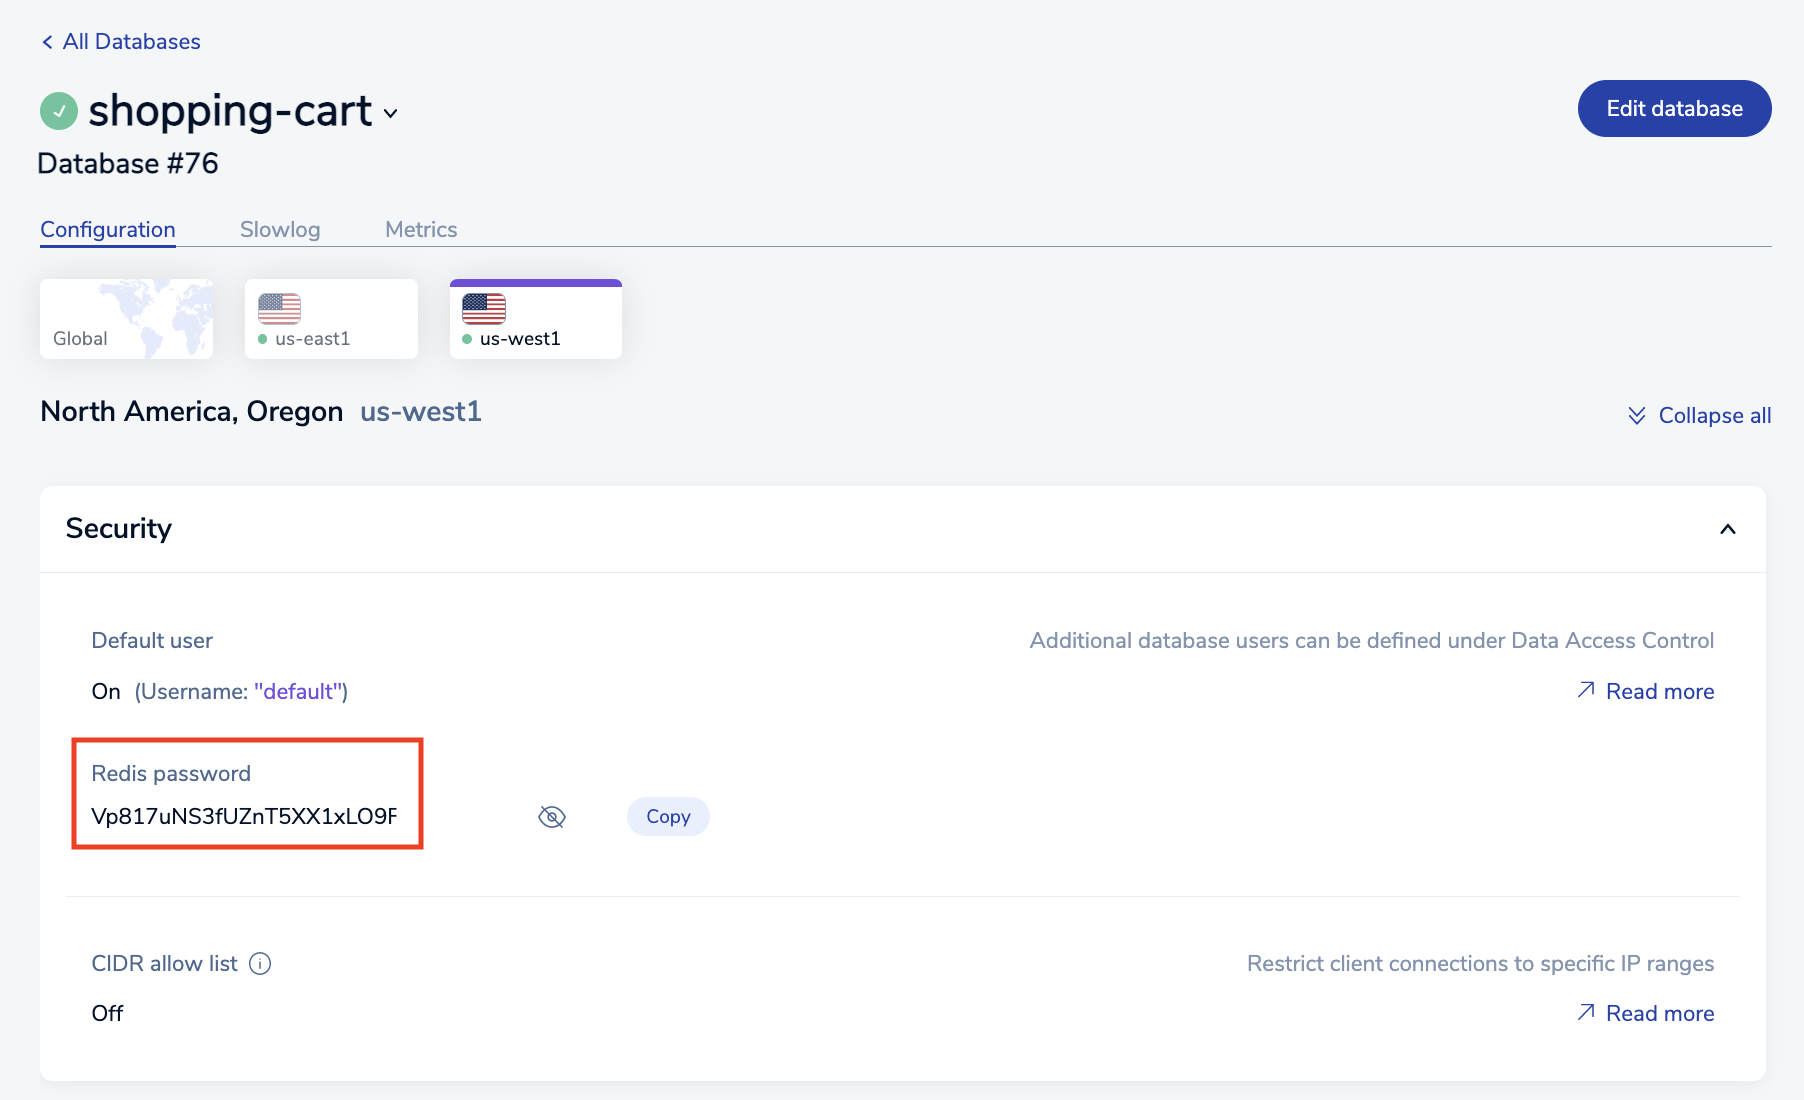 All Databases
shopping-cart
Edit database
Database #76
Configuration
Slowlog
Metrics
Global
us-east1
us-west1
North America, Oregon us-west1
Collapse all
Security
Default user
Additional database users can be defined under Data Access Control
On (Username: "default")
Read more
Redis password
Vp817uNS3fUZnT5XX1xLO9F
Copy
CIDR allow list
Restrict client connections to specific IP ranges
Off
Read more